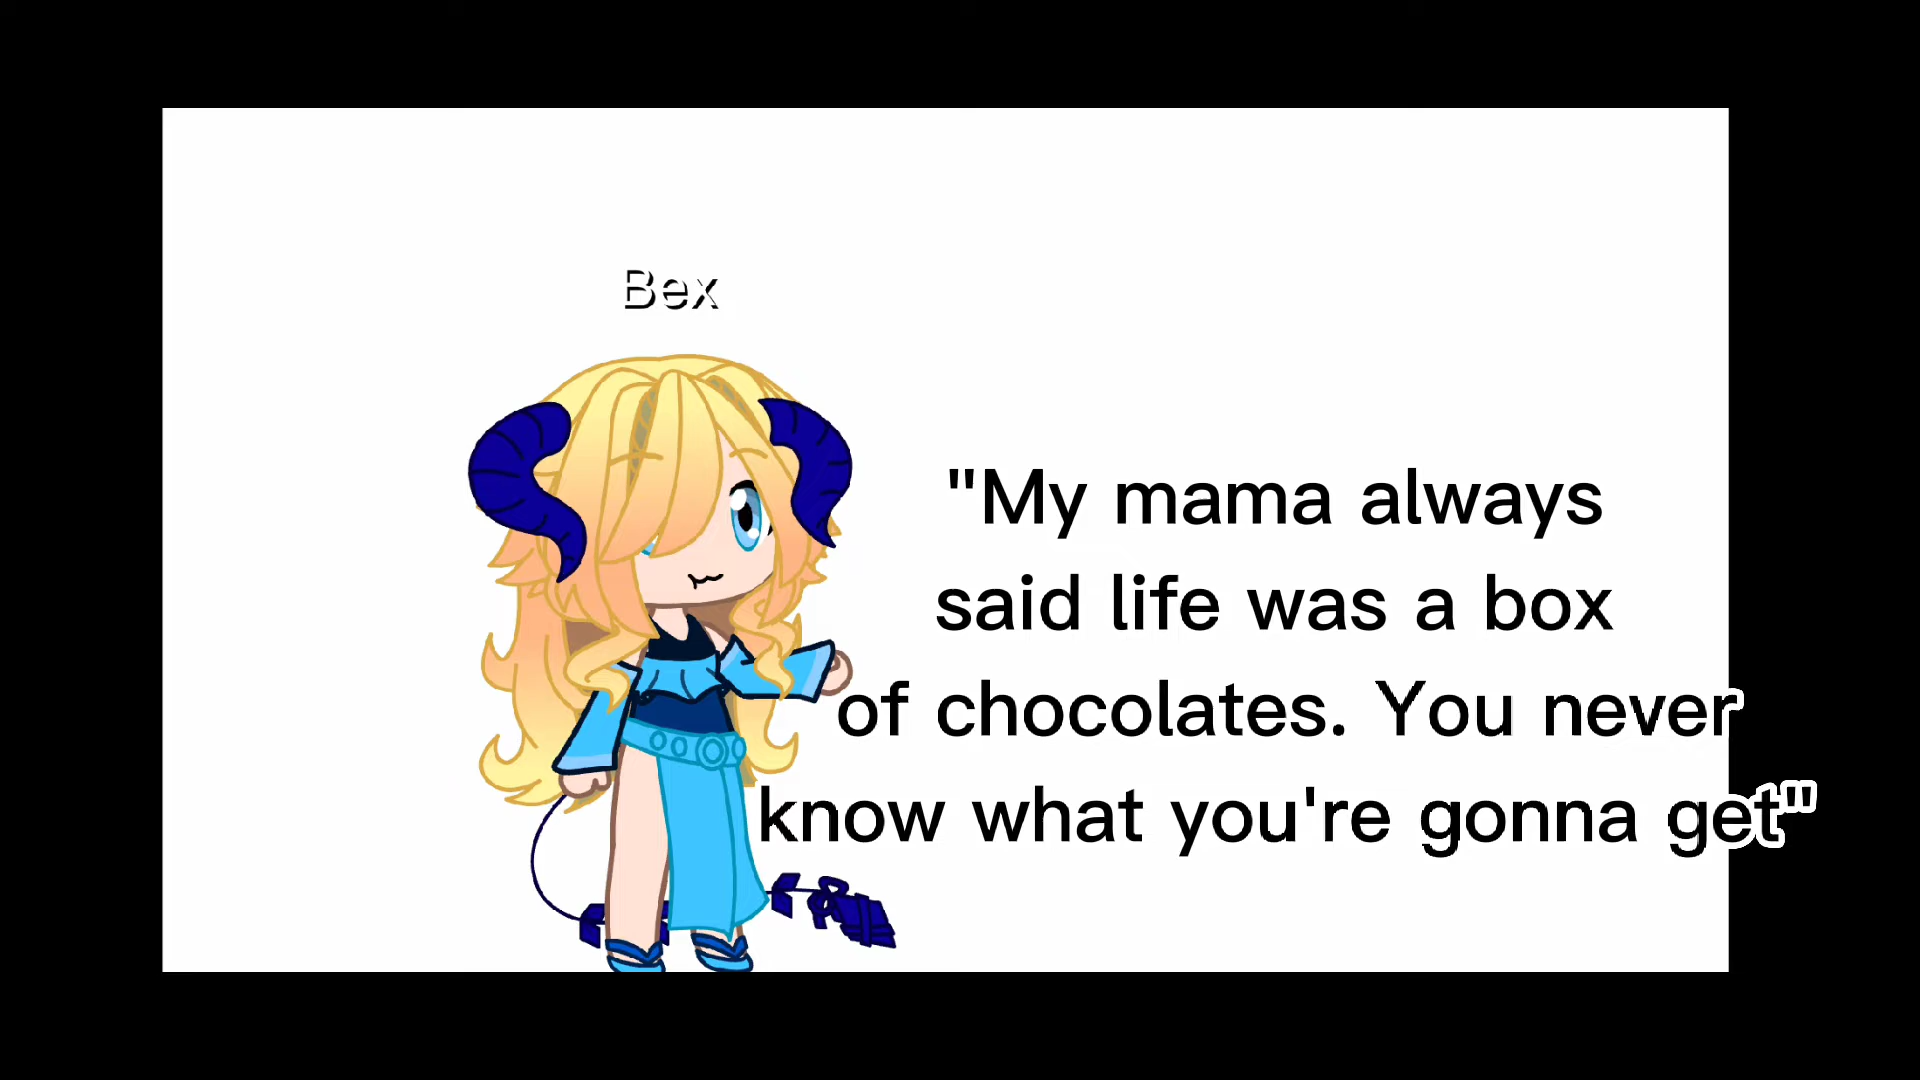 Bex
"My mama always
said life was a box
of chocolates. You never
know what you're gonna get"